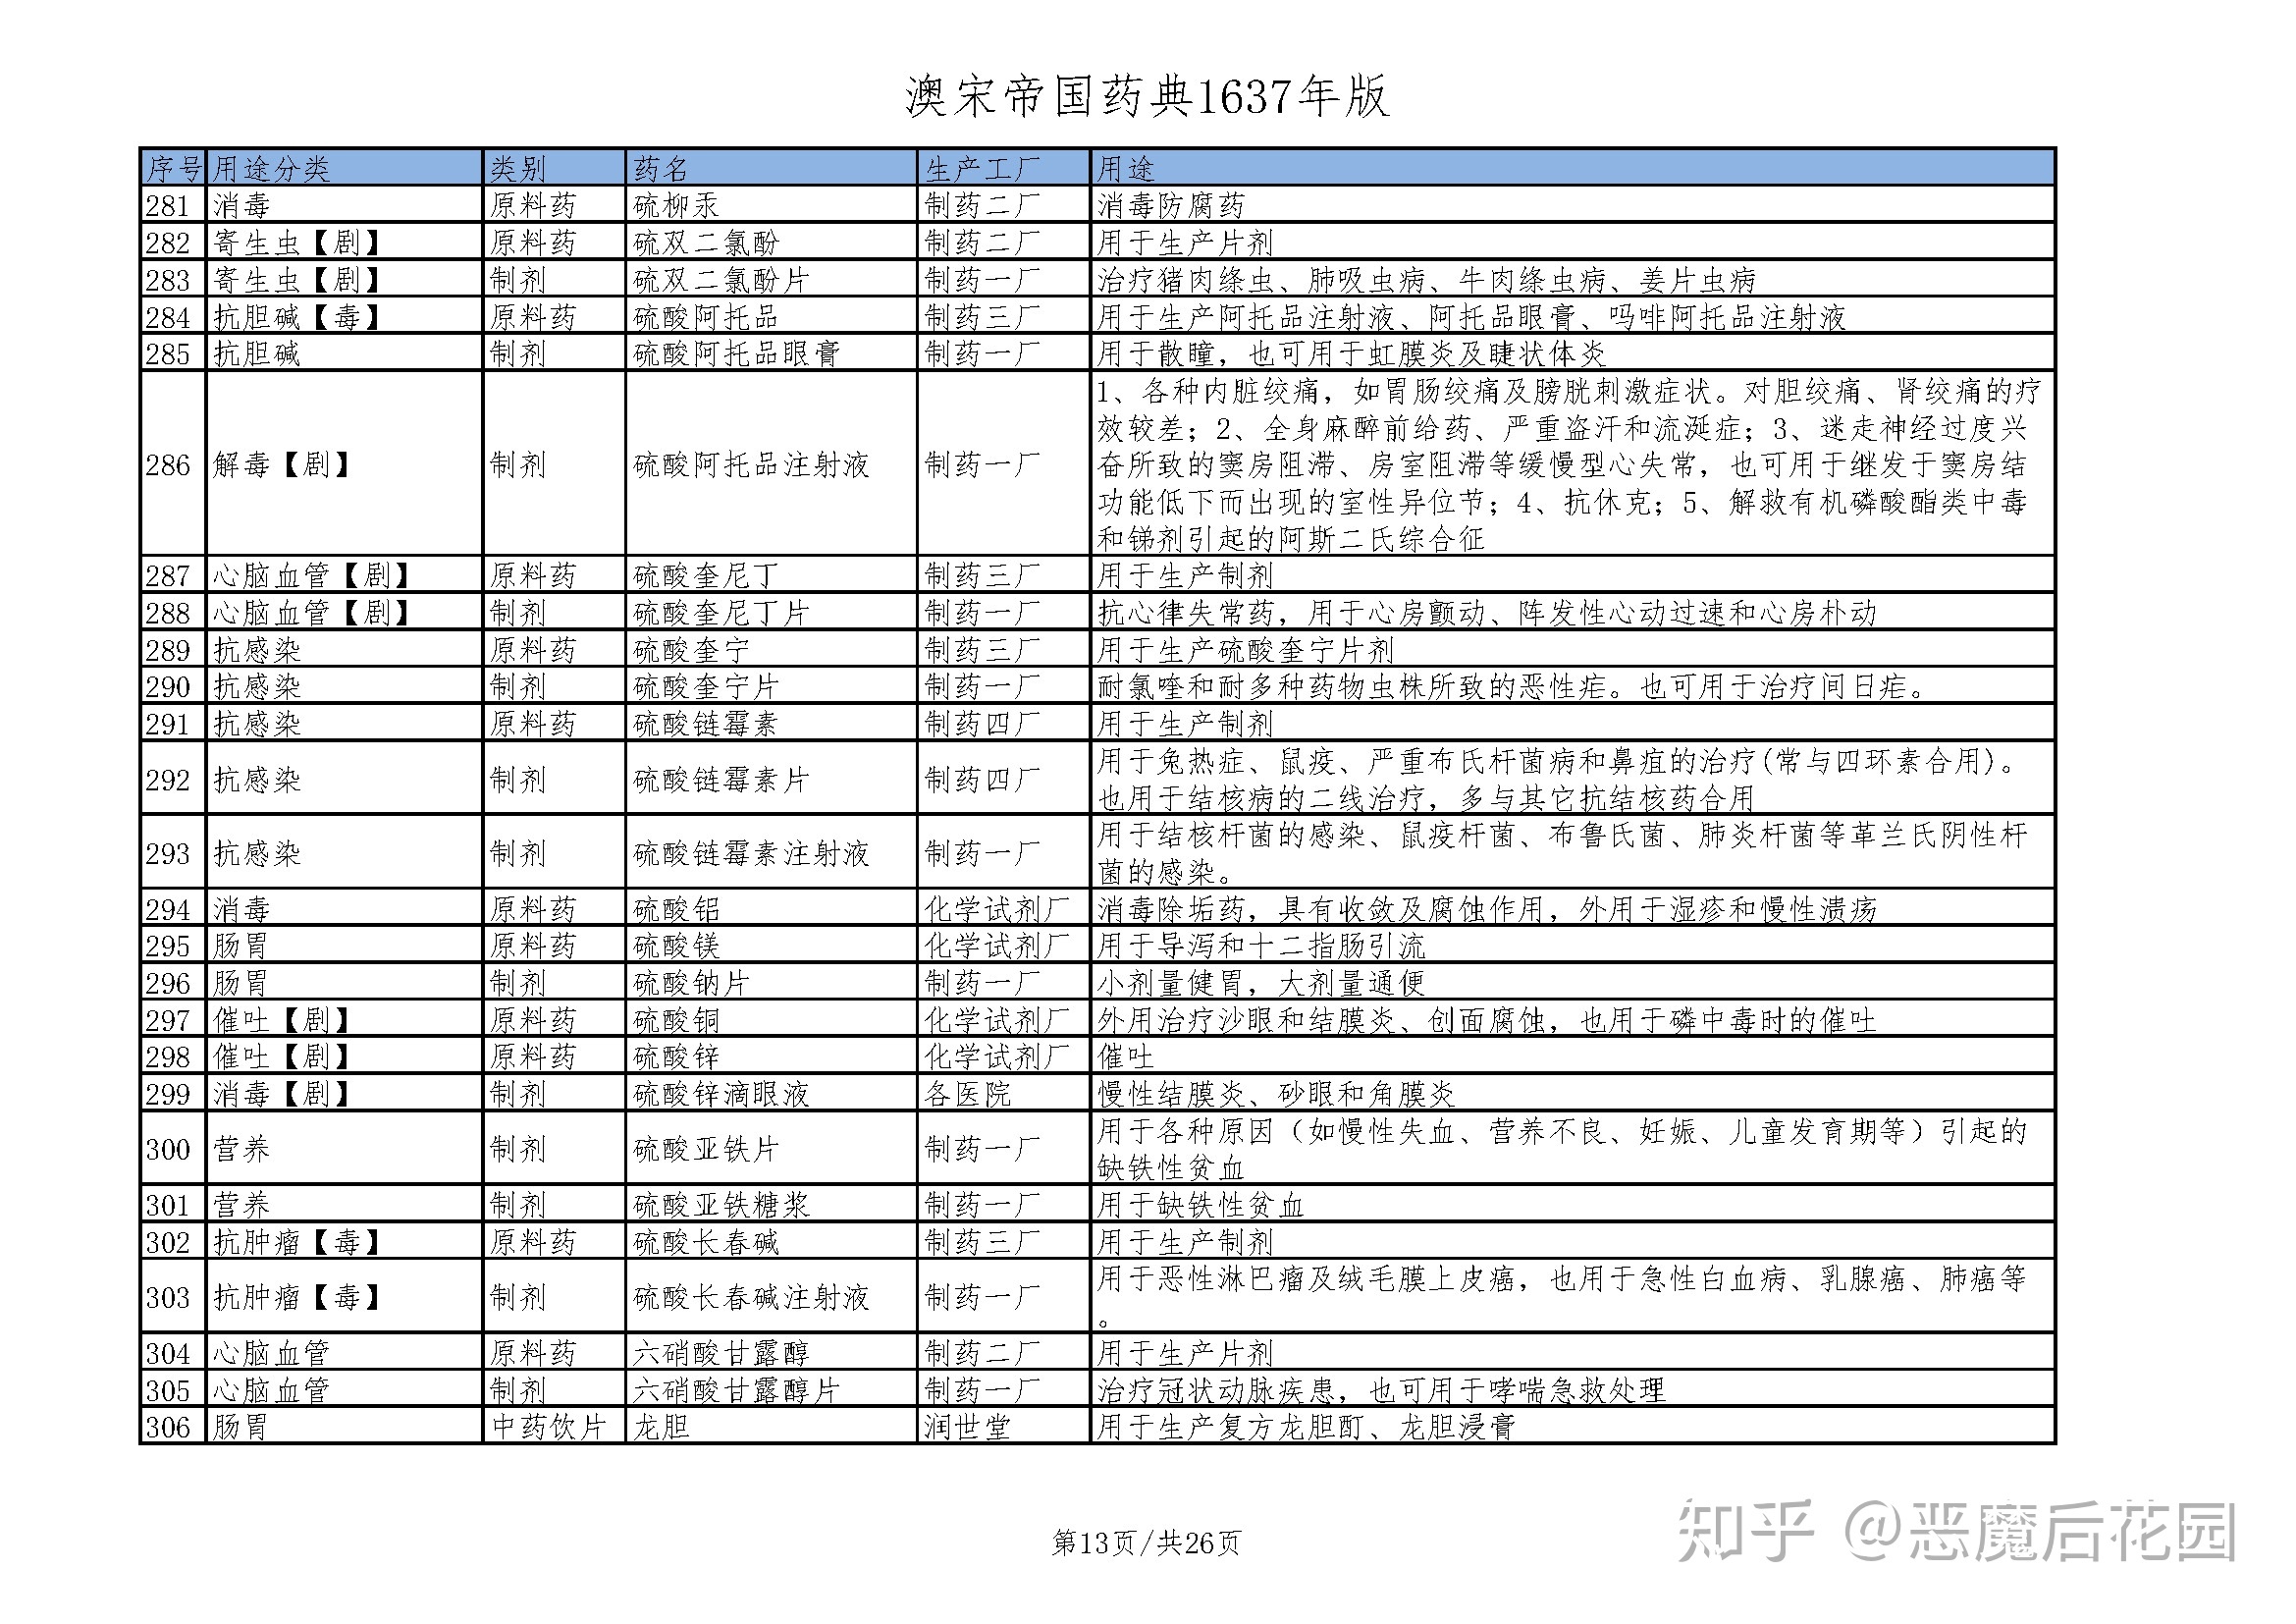 澳宋帝国药典1637年版
序号 用途分类 类别 药名 生产工厂 用途
281 消毒 原料药 硫柳汞 制药二厂 消毒防腐药
282 寄生虫【剧】 原料药 硫双二氯酚 制药二厂 用于生产片剂
283 寄生虫【剧】 制剂 硫双二氯酚片 制药一厂 治疗猪肉绦虫、肺吸虫病、牛肉绦虫病、姜片虫病
284 抗胆碱【毒】 原料药 硫酸阿托品 制药三厂 用于生产阿托品注射液、阿托品眼膏、吗啡阿托品注射液
285 抗胆碱 制剂 硫酸阿托品眼膏 制药一厂 用于散瞳，也可用于虹膜炎及睫状体炎
286 解毒【剧】 制剂 硫酸阿托品注射液 制药一厂 1、各种内脏绞痛，如胃肠绞痛及膀胱刺激症状。对胆绞痛、肾绞痛的疗
效较差；2、全身麻醉前给药、严重盗汗和流涎症；3、迷走神经过度兴
奋所致的窦房阻滞、房室阻滞等缓慢型心失常，也可用于继发于窦房结
功能低下而出现的室性异位节；4、抗休克；5、解救有机磷酸酯类中毒
和锑剂引起的阿斯二氏综合征
287 心脑血管【剧】 原料药 硫酸奎尼丁 制药三厂 用于生产制剂
288 心脑血管【剧】 制剂 硫酸奎尼丁片 制药一厂 抗心律失常药，用于心房颤动、阵发性心动过速和心房朴动
289 抗感染 原料药 硫酸奎宁 制药三厂 用于生产硫酸奎宁片剂
290 抗感染 制剂 硫酸奎宁片 制药一厂 耐氯喹和耐多种药物虫株所致的恶性症。也可用于治疗间日症。
291 抗感染 原料药 硫酸链霉素 制药四厂 用于生产制剂
292 抗感染 制剂 硫酸链霉素片 制药四厂 用于兔热症、鼠疫、严重布氏杆菌病和鼻疽的治疗(常与四环素合用)。
也用于结核病的二线治疗，多与其它抗结核药合用
293 抗感染 制剂 硫酸链霉素注射液 制药一厂 用于结核杆菌的感染、鼠疫杆菌、布鲁氏菌、肺炎杆菌等革兰氏阴性杆
菌的感染。
294 消毒 原料药 硫酸铝 化学试剂厂 消毒除垢药，具有收敛及腐蚀作用，外用于湿疹和慢性溃疡
295 肠胃 原料药 硫酸镁 化学试剂厂 用于导泻和十二指肠引流
296 肠胃 制剂 硫酸钠片 制药一厂 小剂量健胃，大剂量通便
297 催吐【剧】 原料药 硫酸铜 化学试剂厂 外用治疗沙眼和结膜炎、创面腐蚀，也用于磷中毒时的催吐
298 催吐【剧】 原料药 硫酸锌 化学试剂厂 催吐
299 消毒【剧】 制剂 硫酸锌滴眼液 各医院 慢性结膜炎、砂眼和角膜炎
300 营养 制剂 硫酸亚铁片 制药一厂 用于各种原因（如慢性失血、营养不良、妊娠、儿童发育期等）引起的
缺铁性贫血
301 营养 制剂 硫酸亚铁糖浆 制药一厂 用于缺铁性贫血
302 抗肿瘤【毒】 原料药 硫酸长春碱 制药三厂 用于生产制剂
303 抗肿瘤【毒】 制剂 硫酸长春碱注射液 制药一厂 用于恶性淋巴瘤及绒毛膜上皮癌，也用于急性白血病、乳腺癌、肺癌等
。
304 心脑血管 原料药 六硝酸甘露醇 制药二厂 用于生产片剂
305 心脑血管 制剂 六硝酸甘露醇片 制药一厂 治疗冠状动脉疾患，也可用于哮喘急救处理
306 肠胃 中药饮片 龙胆 润世堂 用于生产复方龙胆酊、龙胆浸膏
第13页/共26页
知乎 @恶魔后花园